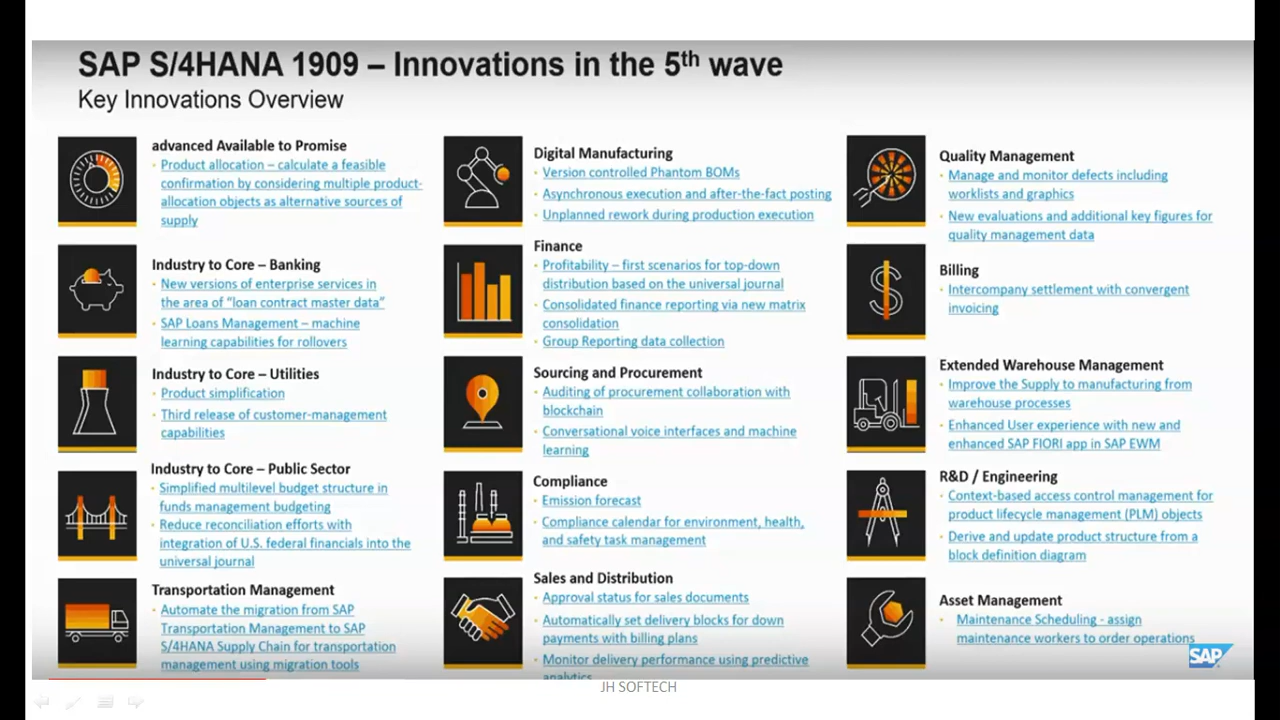 SAP S/4HANA 1909 – Innovations in the 5th wave
Key Innovations Overview
advanced Available to Promise
Product allocation – calculate a feasible
confirmation by considering multiple product-
allocation objects as alternative sources of
supply
Industry to Core – Banking
New versions of enterprise services in
the area of “loan contract master data”
SAP Loans Management – machine
learning capabilities for rollovers
Industry to Core – Utilities
Product simplification
Third release of customer-management
capabilities
Industry to Core – Public Sector
Simplified multilevel budget structure in
funds management budgeting
Reduce reconciliation efforts with
integration of U.S. federal financials into the
universal journal
Transportation Management
Automate the migration from SAP
Transportation Management to SAP
S/4HANA Supply Chain for transportation
management using migration tools
Digital Manufacturing
Version controlled Phantom BOMs
Asynchronous execution and after-the-fact posting
Unplanned rework during production execution
Finance
Profitability – first scenarios for top-down
distribution based on the universal journal
Consolidated finance reporting via new matrix
consolidation
Group Reporting data collection
Sourcing and Procurement
Auditing of procurement collaboration with
blockchain
Conversational voice interfaces and machine
learning
Compliance
Emission forecast
Compliance calendar for environment, health,
and safety task management
Sales and Distribution
Approval status for sales documents
Automatically set delivery blocks for down
payments with billing plans
Monitor delivery performance using predictive
analytics
Quality Management
Manage and monitor defects including
worklists and graphics
New evaluations and additional key figures for
quality management data
Billing
Intercompany settlement with convergent
invoicing
Extended Warehouse Management
Improve the Supply to manufacturing from
warehouse processes
Enhanced User experience with new and
enhanced SAP FIORI app in SAP EWM
R&D / Engineering
Context-based access control management for
product lifecycle management (PLM) objects
Derive and update product structure from a
block definition diagram
Asset Management
Maintenance Scheduling - assign
maintenance workers to order operations
SAP
JH SOFTECH